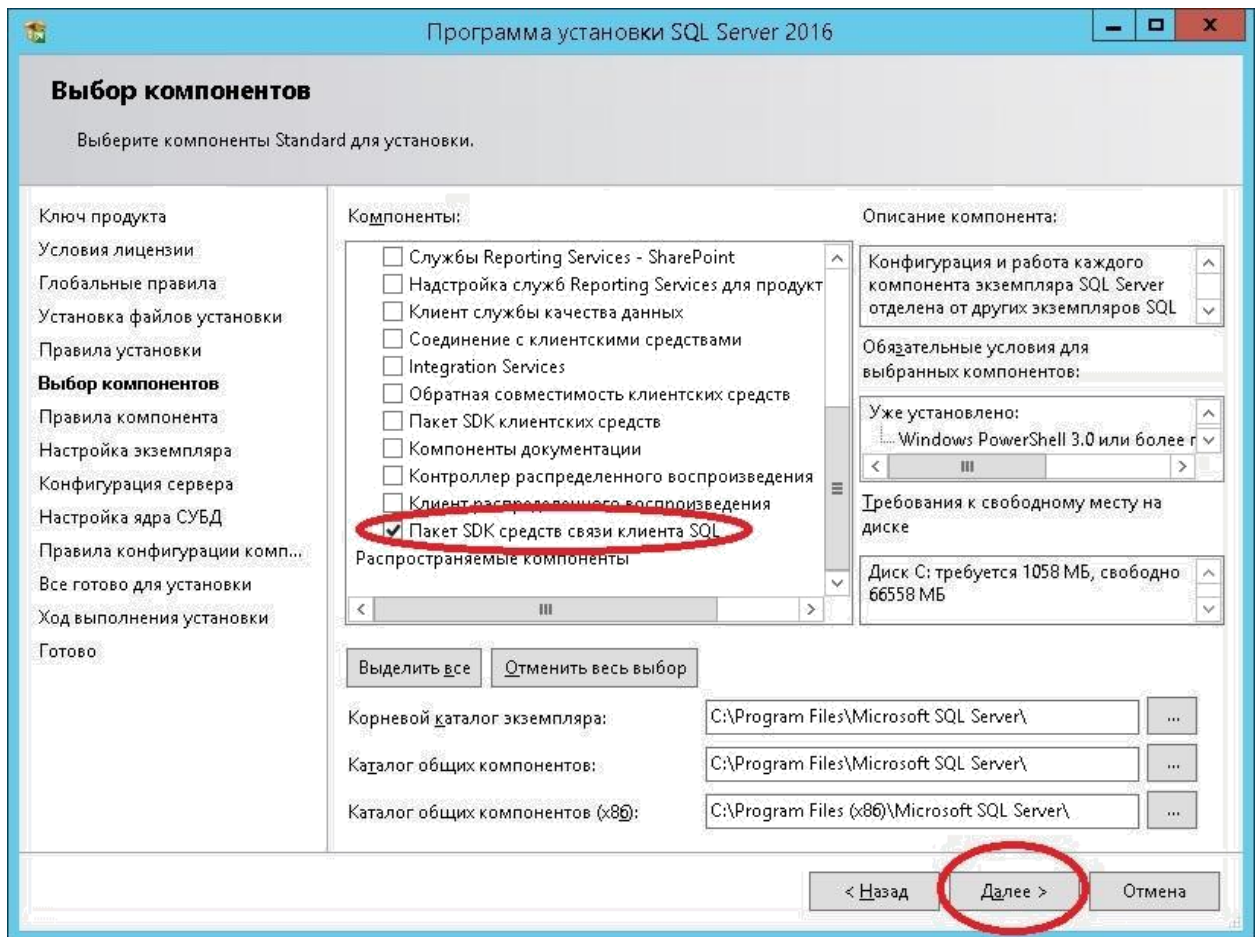 Программа установки SQL Server 2016
Выбор компонентов
Выберите компоненты Standard для установки.
Ключ продукта
Условия лицензии
Глобальные правила
Установка файлов установки
Правила установки
Выбор компонентов
Правила компонента
Настройка экземпляра
Конфигурация сервера
Настройка ядра СУБД
Правила конфигурации комп...
Все готово для установки
Ход выполнения установки
Готово
Компоненты:
Службы Reporting Services - SharePoint
Надстройка служб Reporting Services для продукт
Клиент службы качества данных
Соединение с клиентскими средствами
Integration Services
Обратная совместимость клиентских средств
Пакет SDK клиентских средств
Компоненты документации
Контроллер распределенного воспроизведения
Клиент распределенного воспроизведения
Пакет SDK средств связи клиента SQL
Распространяемые компоненты
Выделить все
Отменить весь выбор
Описание компонента:
Конфигурация и работа каждого
компонента экземпляра SQL Server
отделена от других экземпляров SQL
Обязательные условия для
выбранных компонентов:
Уже установлено:
Windows PowerShell 3.0 или более г
Требования к свободному месту на
диске
Диск C: требуется 1058 МБ, свободно
66558 МБ
Корневой каталог экземпляра:
C:\Program Files\Microsoft SQL Server\
...
Каталог общих компонентов:
C:\Program Files\Microsoft SQL Server\
...
Каталог общих компонентов (x86):
C:\Program Files (x86)\Microsoft SQL Server\
...
< Назад
Далее >
Отмена